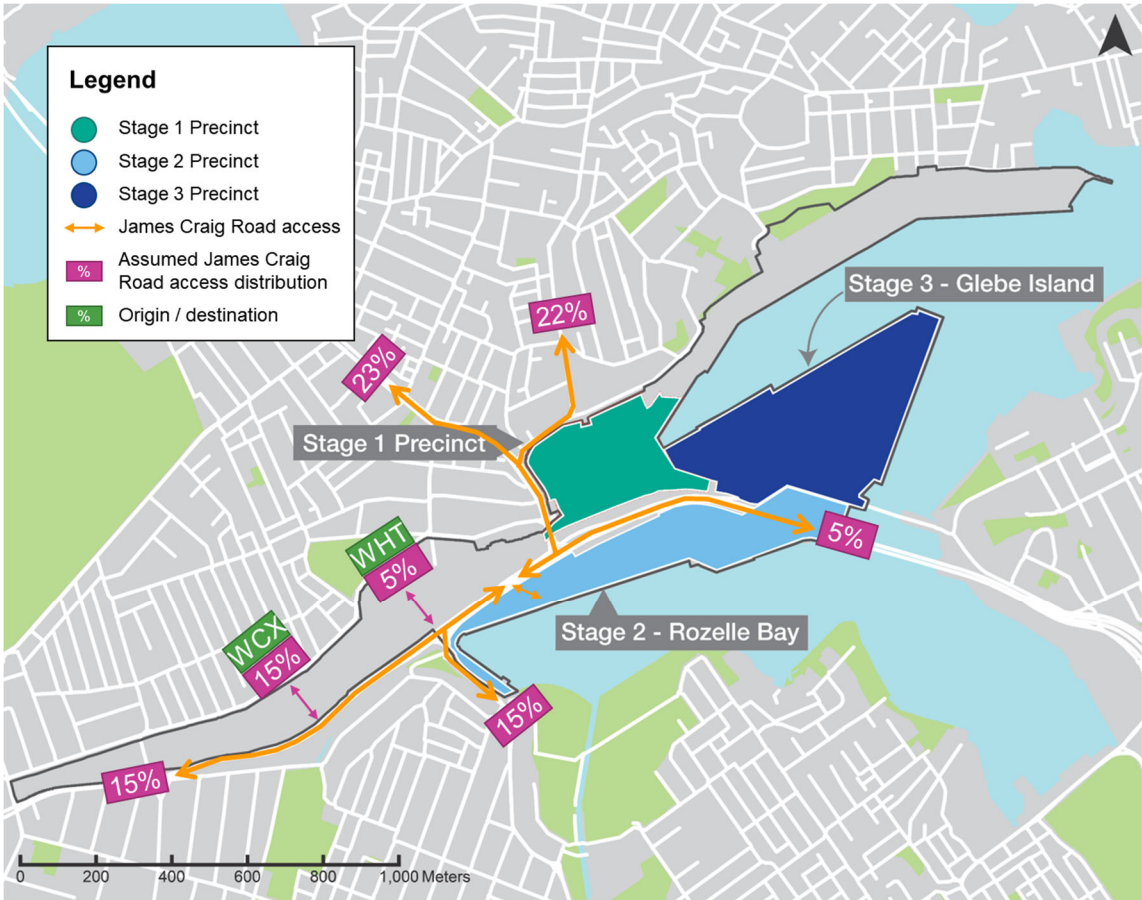 Legend
Stage 1 Precinct
Stage 2 Precinct
Stage 3 Precinct
James Craig Road access
%
Assumed James Craig
Road access distribution
%
Origin / destination
Stage 3 - Glebe Island
22%
23%
Stage 1 Precinct
5%
WHT
5%
Stage 2 - Rozelle Bay
WCX
15%
15%
15%
0 200 400 600 800 1,000 Meters